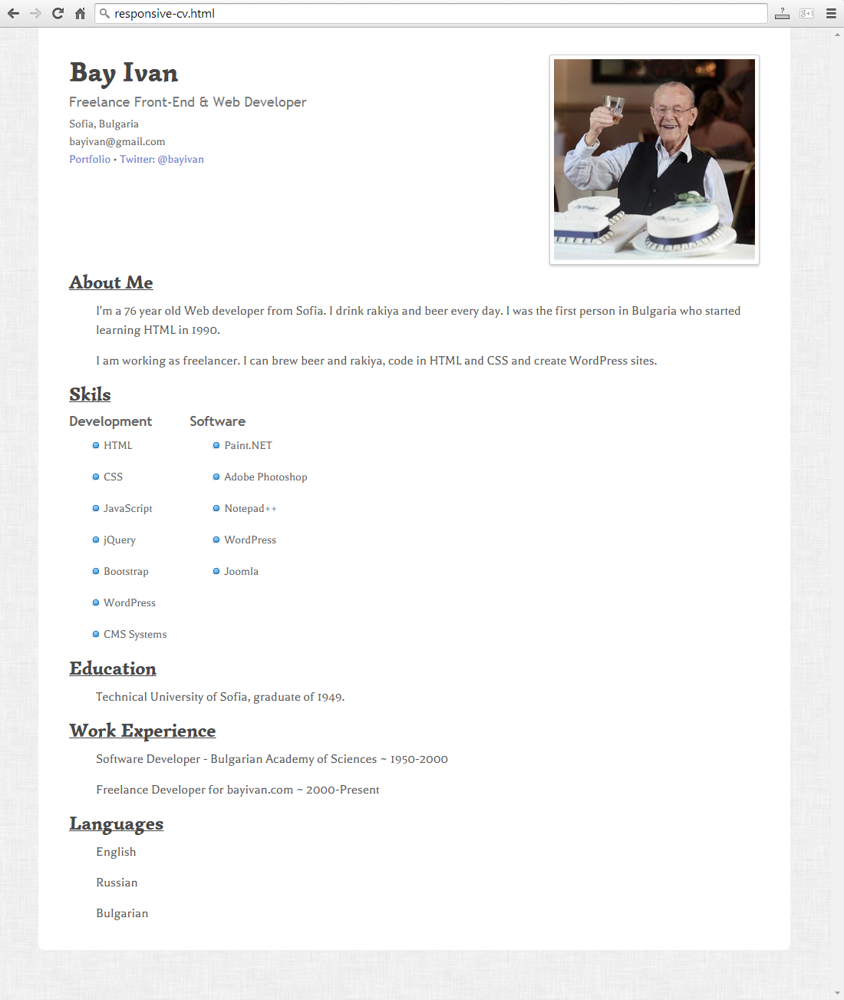 responsive-cv.html
?
g+1
Bay Ivan
Freelance Front-End & Web Developer
Sofia, Bulgaria
bayivan@gmail.com
Portfolio • Twitter: @bayivan
About Me
I'm a 76 year old Web developer from Sofia. I drink rakiya and beer every day. I was the first person in Bulgaria who started
learning HTML in 1990.
I am working as freelancer. I can brew beer and rakiya, code in HTML and CSS and create WordPress sites.
Skils
Development Software
HTML Paint.NET
CSS Adobe Photoshop
JavaScript Notepad++
jQuery WordPress
Bootstrap Joomla
WordPress
CMS Systems
Education
Technical University of Sofia, graduate of 1949.
Work Experience
Software Developer - Bulgarian Academy of Sciences ~ 1950-2000
Freelance Developer for bayivan.com ~ 2000-Present
Languages
English
Russian
Bulgarian